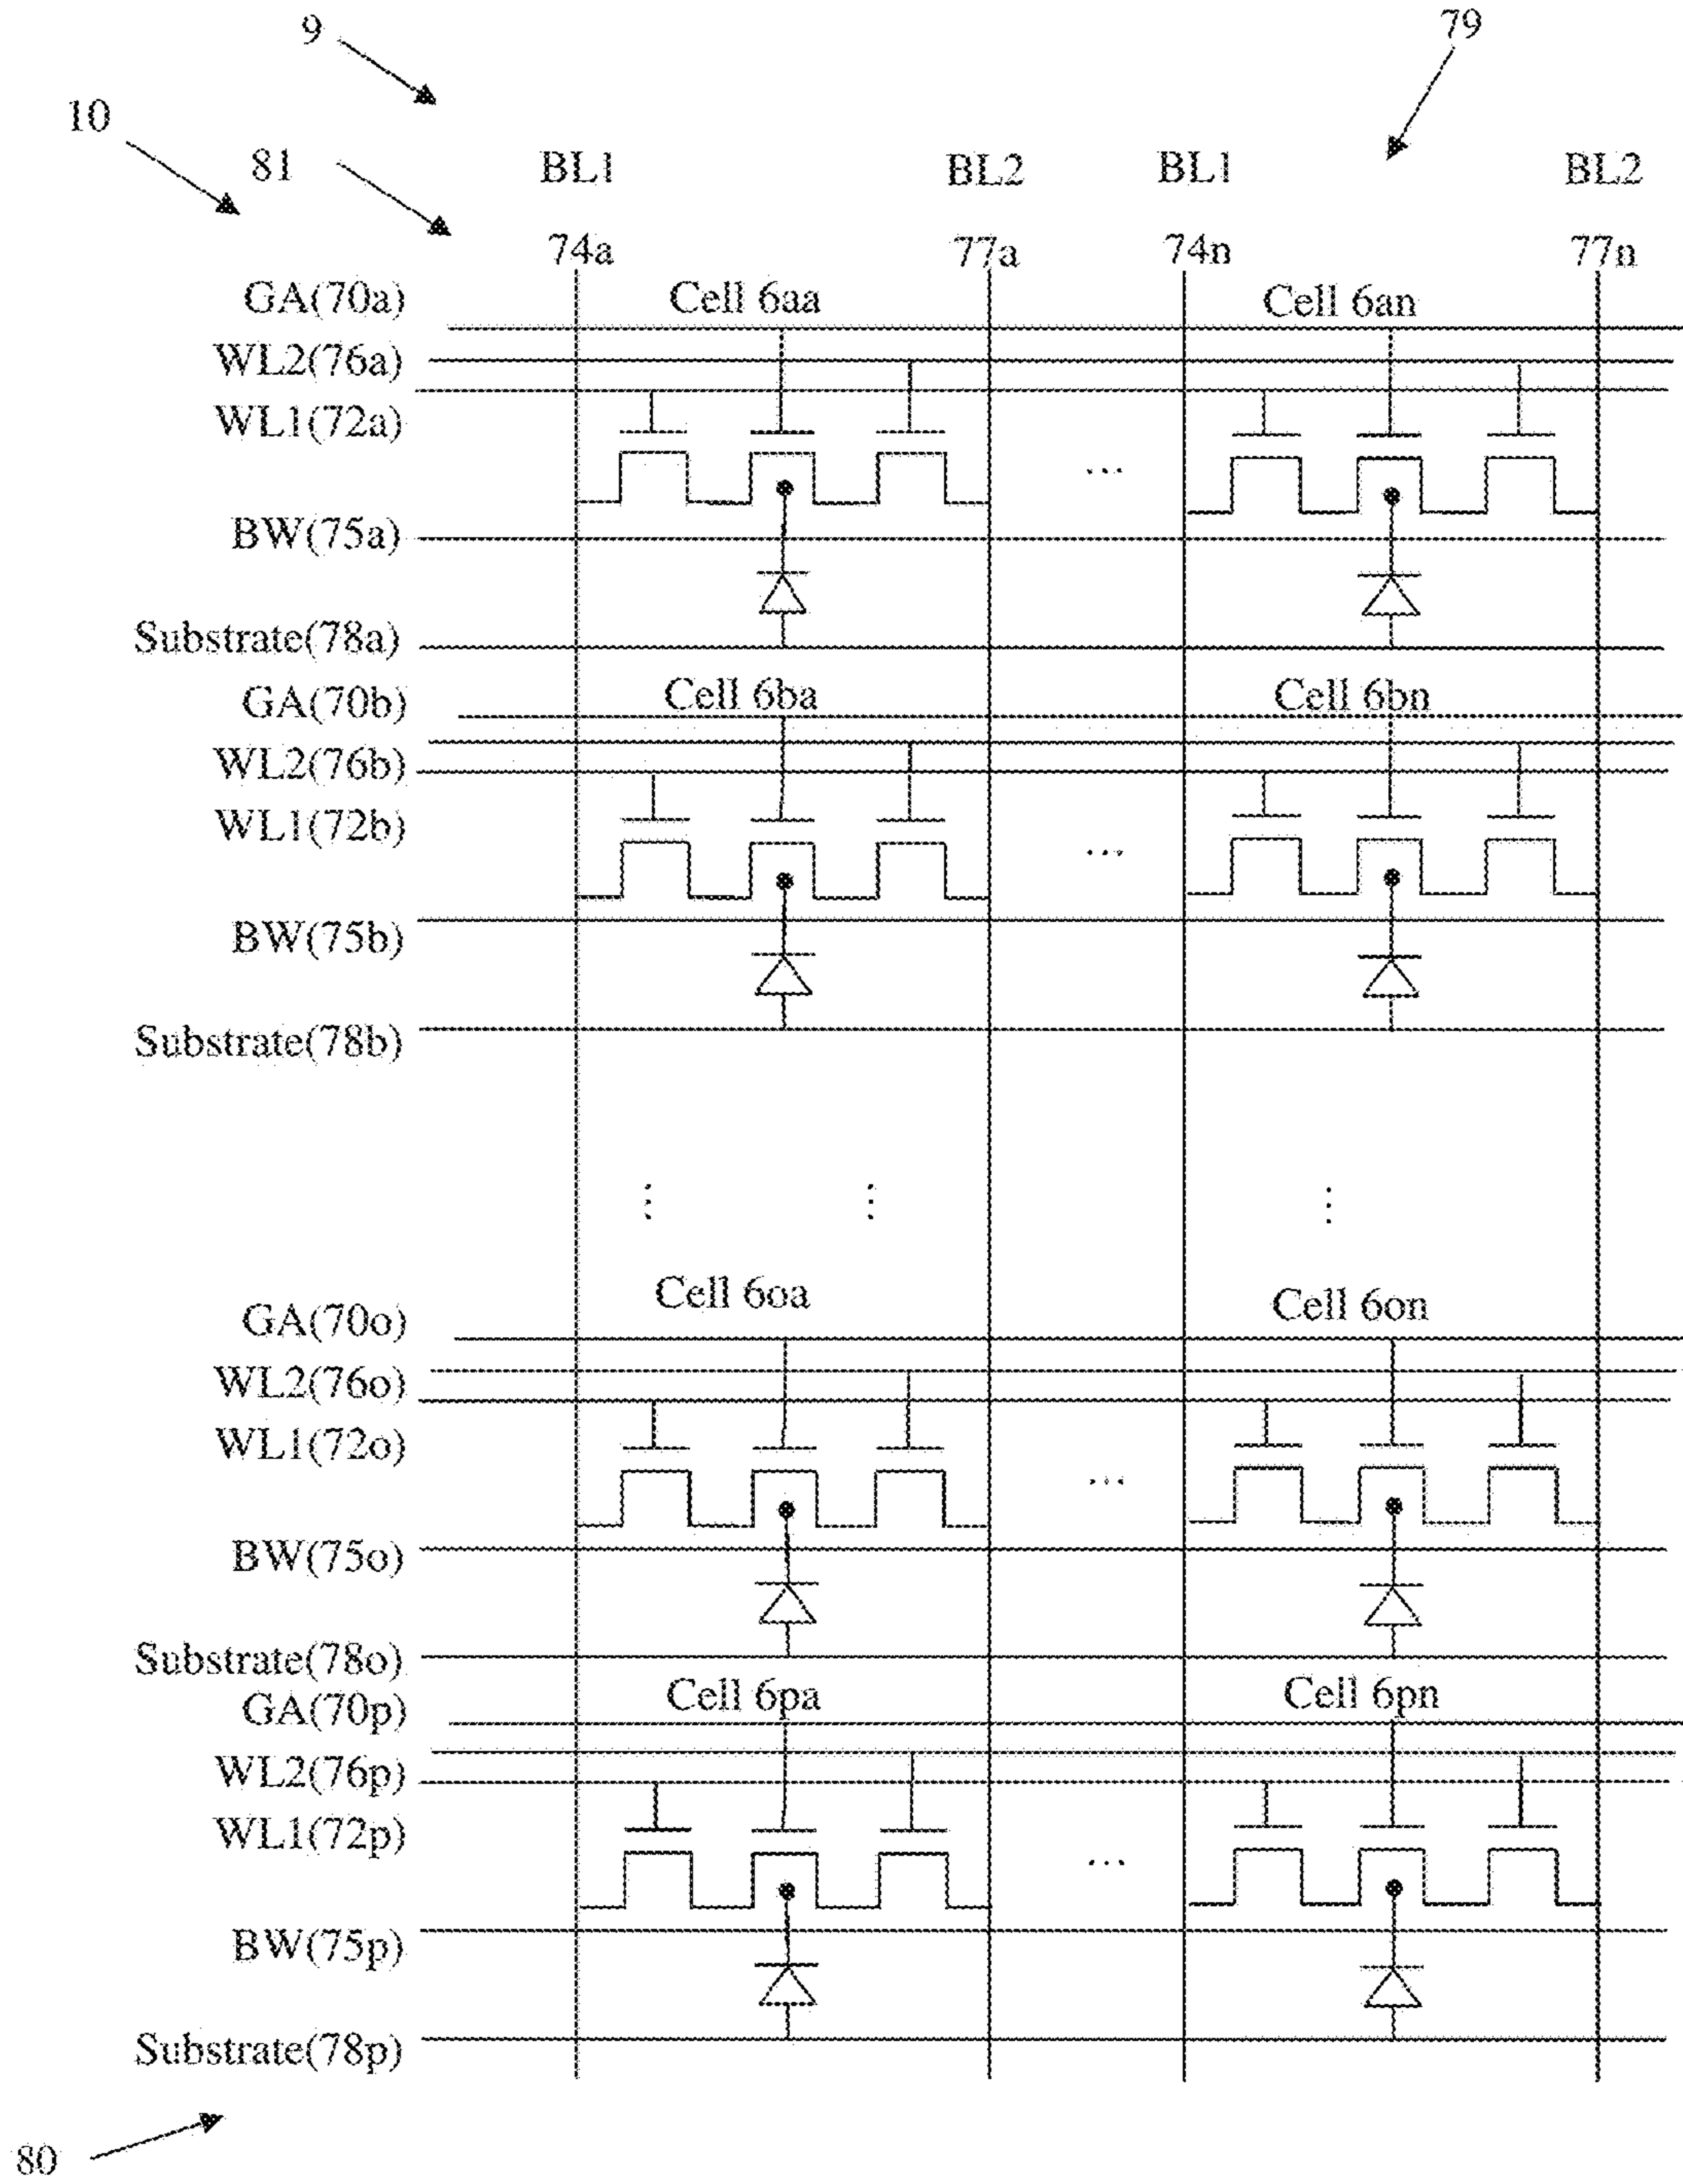 9
79
10
81
BL1 BL2 BL1 BL2
74a 77a 74n 77n
GA(70a) Cell 6aa Cell 6an
WL2(76a)
WL1(72a)
...
BW(75a)
Substrate(78a)
GA(70b) Cell 6ba Cell 6bn
WL2(76b)
WL1(72b)
...
BW(75b)
Substrate(78b)
Cell 6oa Cell 6on
GA(70o)
WL2(76o)
WL1(72o)
...
BW(75o)
Substrate(78o)
GA(70p) Cell 6pa Cell 6pn
WL2(76p)
WL1(72p)
...
BW(75p)
Substrate(78p)
80